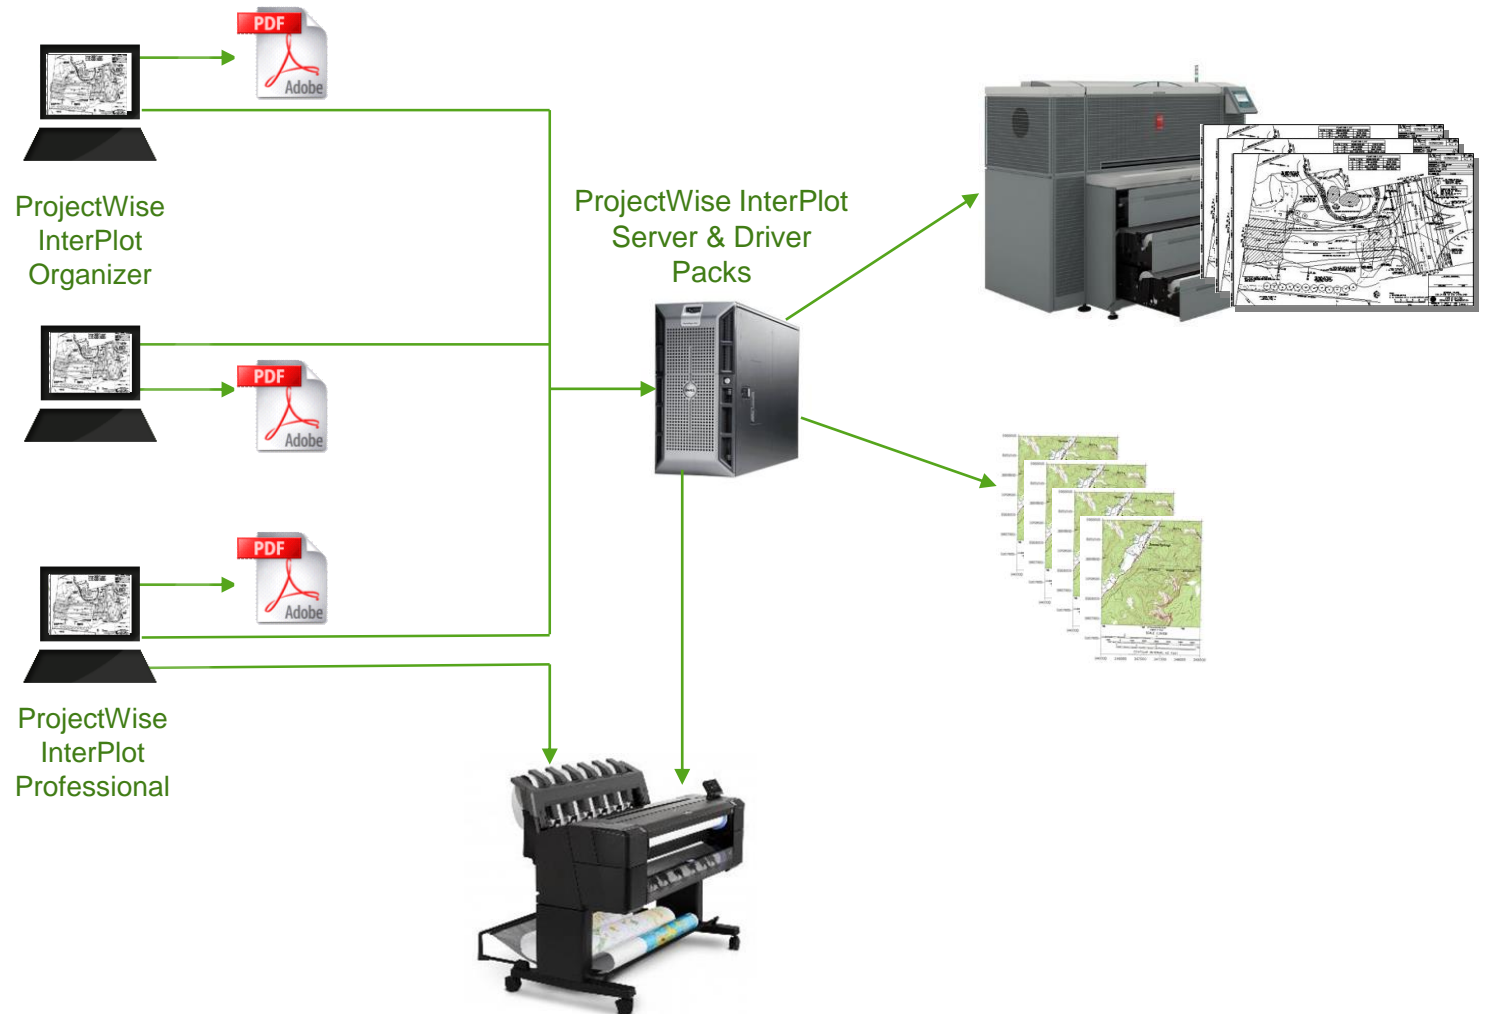 PDF
Adobe
ProjectWise
InterPlot
Organizer
ProjectWise InterPlot
Server & Driver
Packs
PDF
Adobe
PDF
Adobe
ProjectWise
InterPlot
Professional